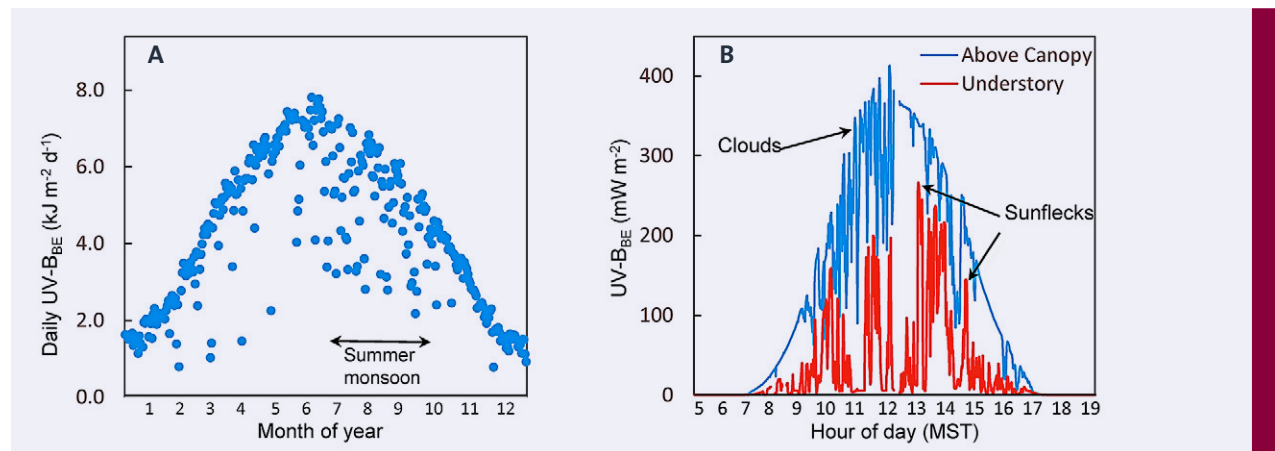 A
Daily UV-BBE (kJ m-2 d-1)
8.0
6.0
4.0
2.0
0.0
Summer
monsoon
1 2 3 4 5 6 7 8 9 10 11 12
Month of year
B
UV-BBE (mW m-2)
400
300
200
100
0
Above Canopy
Understory
Clouds
Sunflecks
5 6 7 8 9 10 11 12 13 14 15 16 17 18 19
Hour of day (MST)